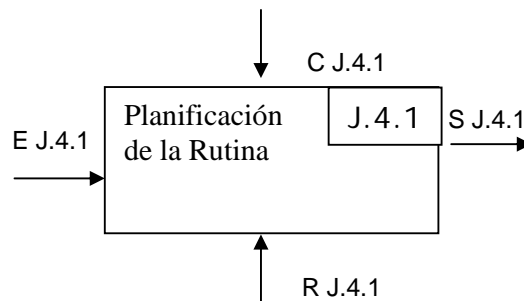 C J.4.1
Planificación
de la Rutina
J.4.1
E J.4.1
S J.4.1
R J.4.1